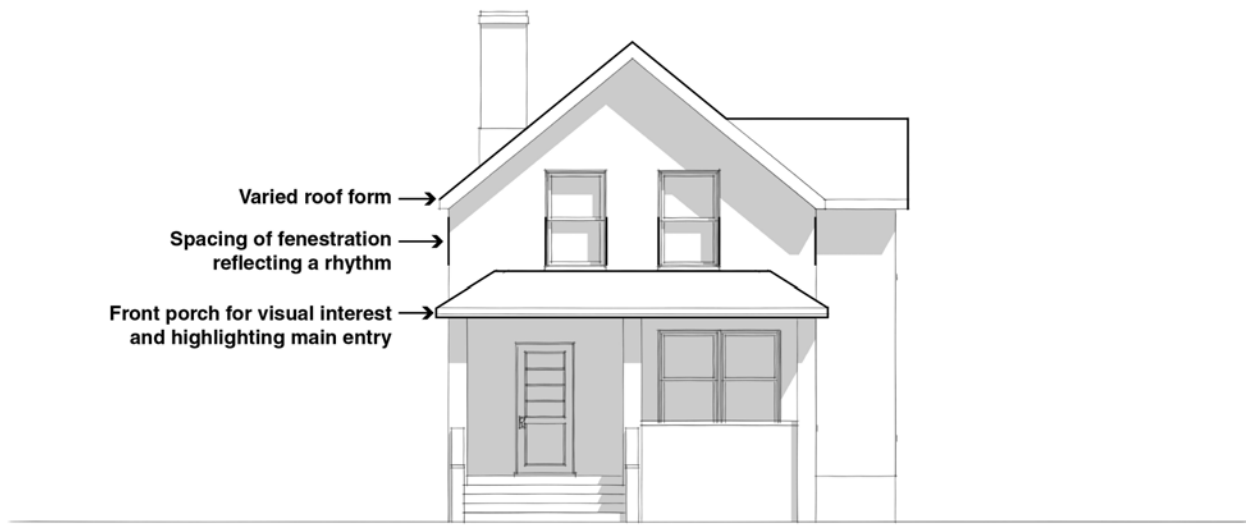 Varied roof form
Spacing of fenestration
reflecting a rhythm
Front porch for visual interest
and highlighting main entry